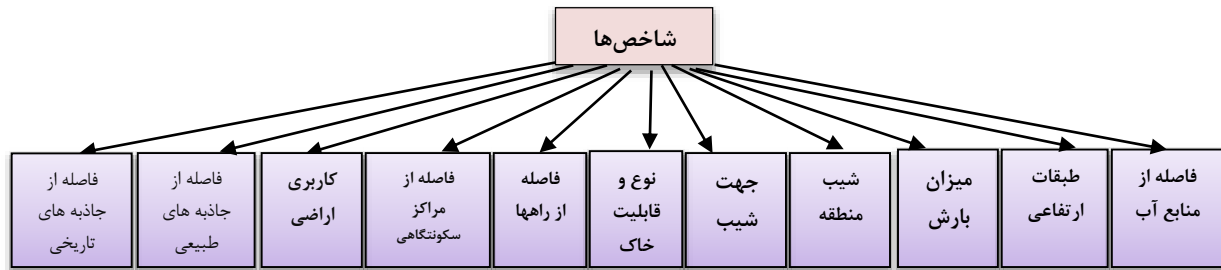 شاخص‌ها
فاصله از
منابع آب
طبقات
ارتفاعی
میزان
بارش
شیب
منطقه
جهت
شیب
نوع و
قابلیت
خاک
فاصله
از راهها
فاصله از
مراکز
سکونتگاهی
کاربری
اراضی
فاصله از
جاذبه های
طبیعی
فاصله از
جاذبه های
تاریخی